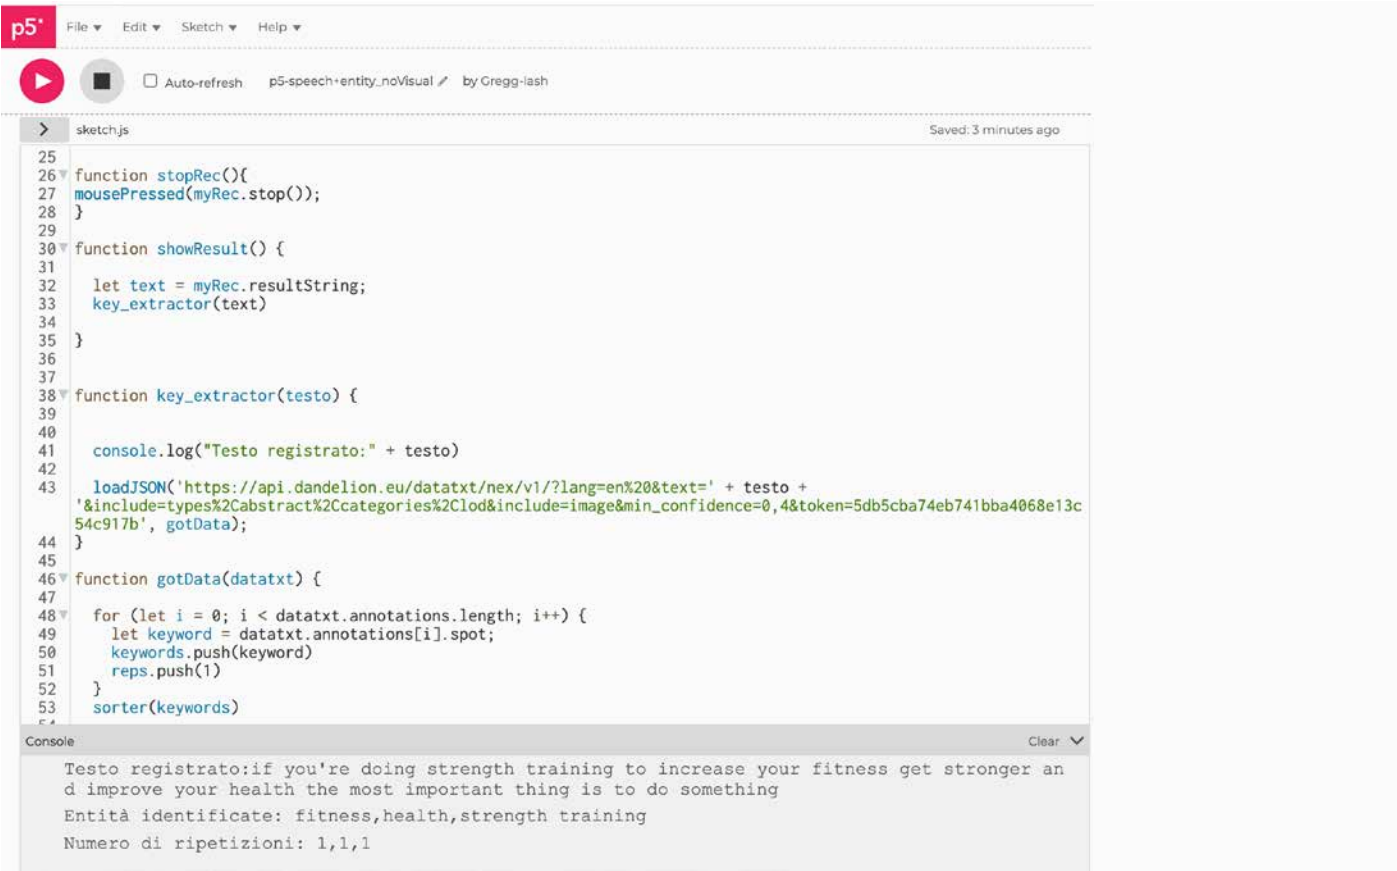 p5*
File ▾ Edit ▾ Sketch ▾ Help ▾
Auto-refresh p5-speech+entity_noVisual by Gregg-lash
> sketch.js Saved: 3 minutes ago
25
26 function stopRec(){
27 mousePressed(myRec.stop());
28 }
29
30 function showResult() {
31
32 let text = myRec.resultString;
33 key_extractor(text)
34
35 }
36
37
38 function key_extractor(testo) {
39
40
41 console.log("Testo registrato:" + testo)
42
43 loadJSON('https://api.dandelion.eu/datatxt/nex/v1/?lang=en%20&text=' + testo +
'&include=types%2Cabstract%2Ccategories%2Clod&include=image&min_confidence=0,4&token=5db5cba74eb741bba4068e13c
54c917b', gotData);
44 }
45
46 function gotData(datatxt) {
47
48 for (let i = 0; i < datatxt.annotations.length; i++) {
49 let keyword = datatxt.annotations[i].spot;
50 keywords.push(keyword)
51 reps.push(1)
52 }
53 sorter(keywords)
Console Clear
Testo registrato:if you're doing strength training to increase your fitness get stronger an
d improve your health the most important thing is to do something
Entità identificate: fitness,health,strength training
Numero di ripetizioni: 1,1,1